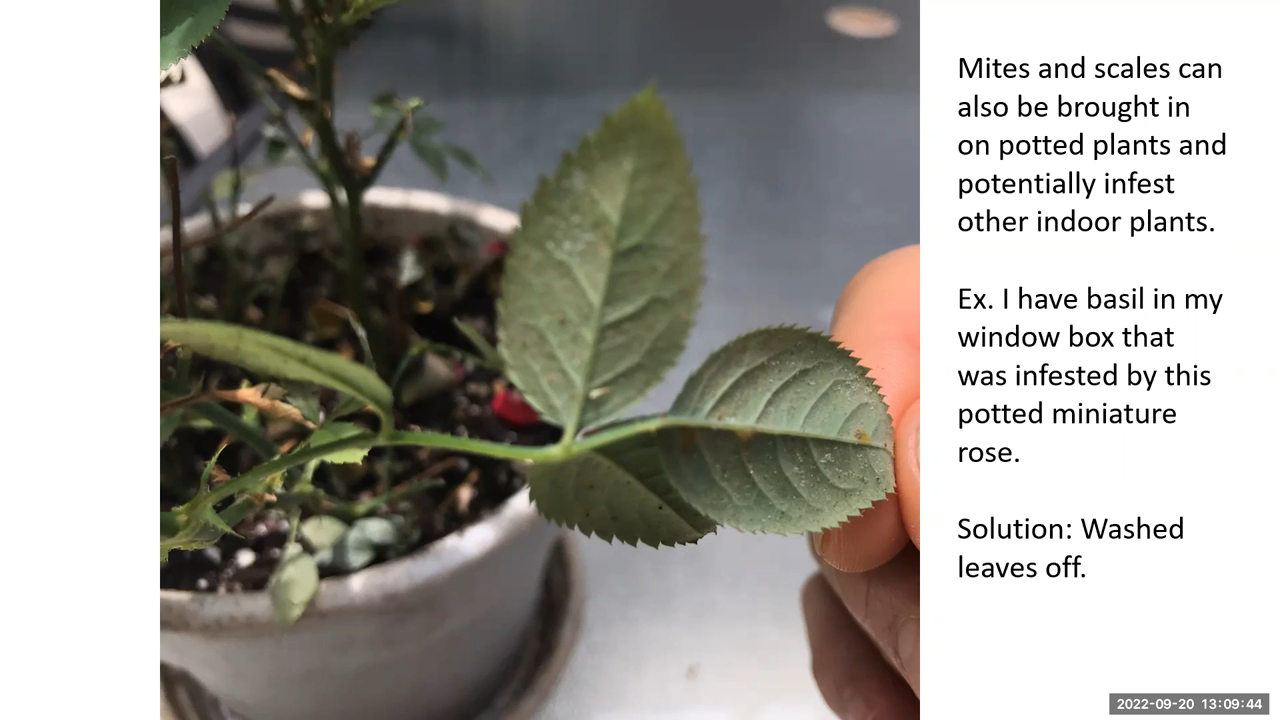 Mites and scales can
also be brought in
on potted plants and
potentially infest
other indoor plants.
Ex. I have basil in my
window box that
was infested by this
potted miniature
rose.
Solution: Washed
leaves off.
2022-09-20 13:09:44